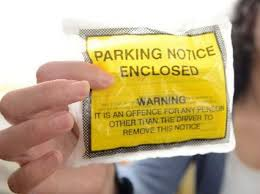 PARKING NOTICE
ENCLOSED
WARNING
IT IS AN OFFENCE FOR ANY PERSON
OTHER THAN THE DRIVER TO
REMOVE THIS NOTICE